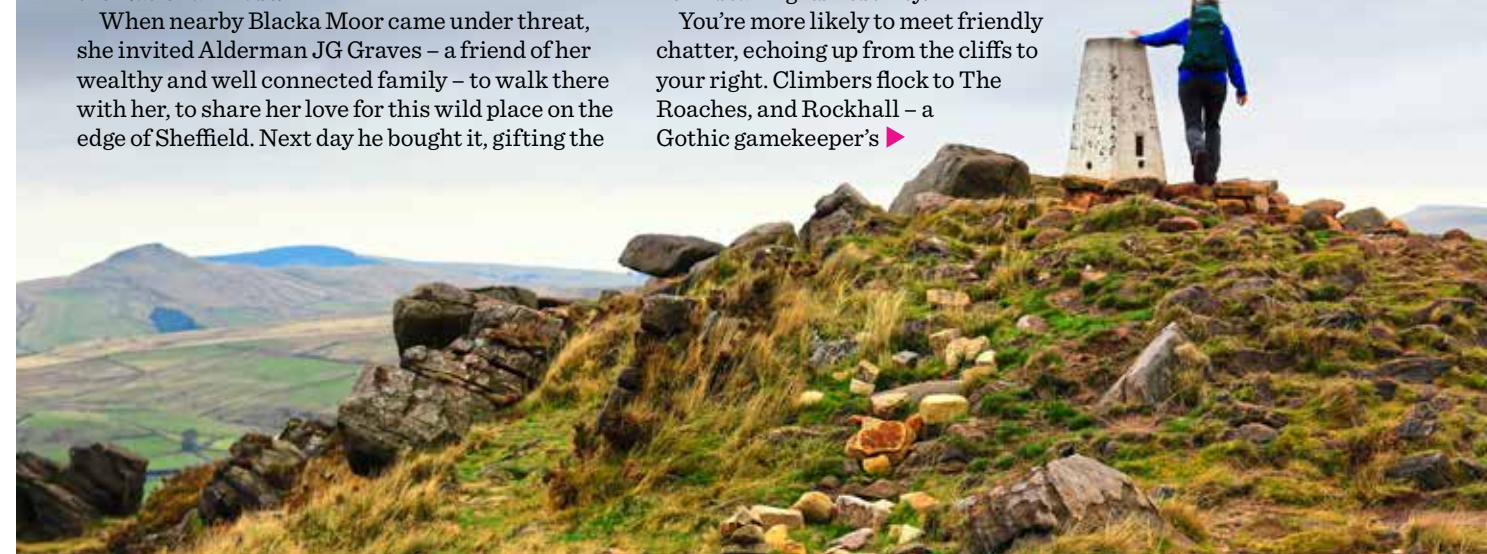 When nearby Blacka Moor came under threat,
she invited Alderman JG Graves – a friend of her
wealthy and well connected family – to walk there
with her, to share her love for this wild place on the
edge of Sheffield. Next day he bought it, gifting the
You’re more likely to meet friendly
chatter, echoing up from the cliffs to
your right. Climbers flock to The
Roaches, and Rockhall – a
Gothic gamekeeper’s